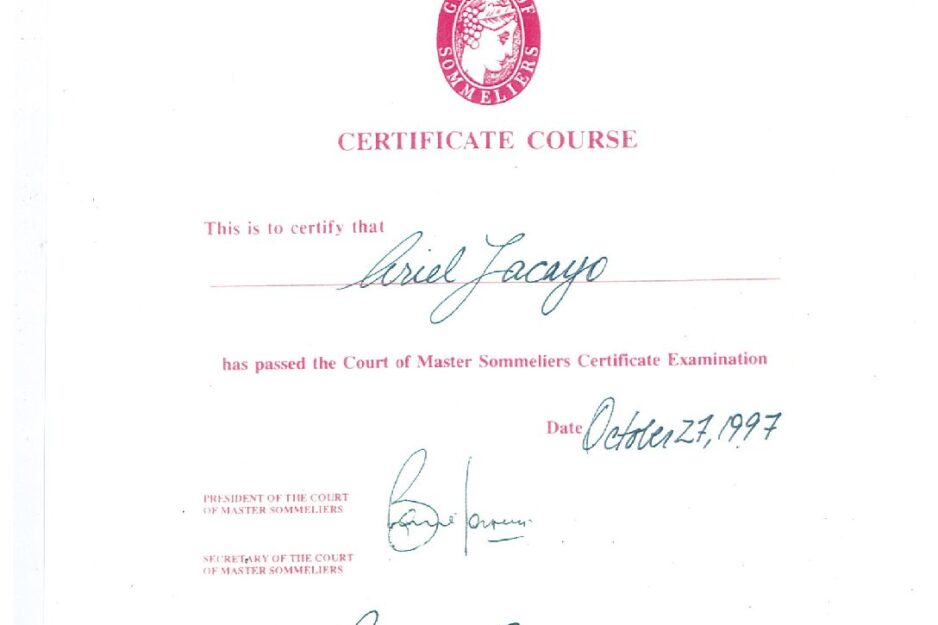 SOMMELIERS
CERTIFICATE COURSE
This is to certify that
Ariel Lacayo
has passed the Court of Master Sommeliers Certificate Examination
Date October 27, 1997
PRESIDENT OF THE COURT
OF MASTER SOMMELIERS
SECRETARY OF THE COURT
OF MASTER SOMMELIERS